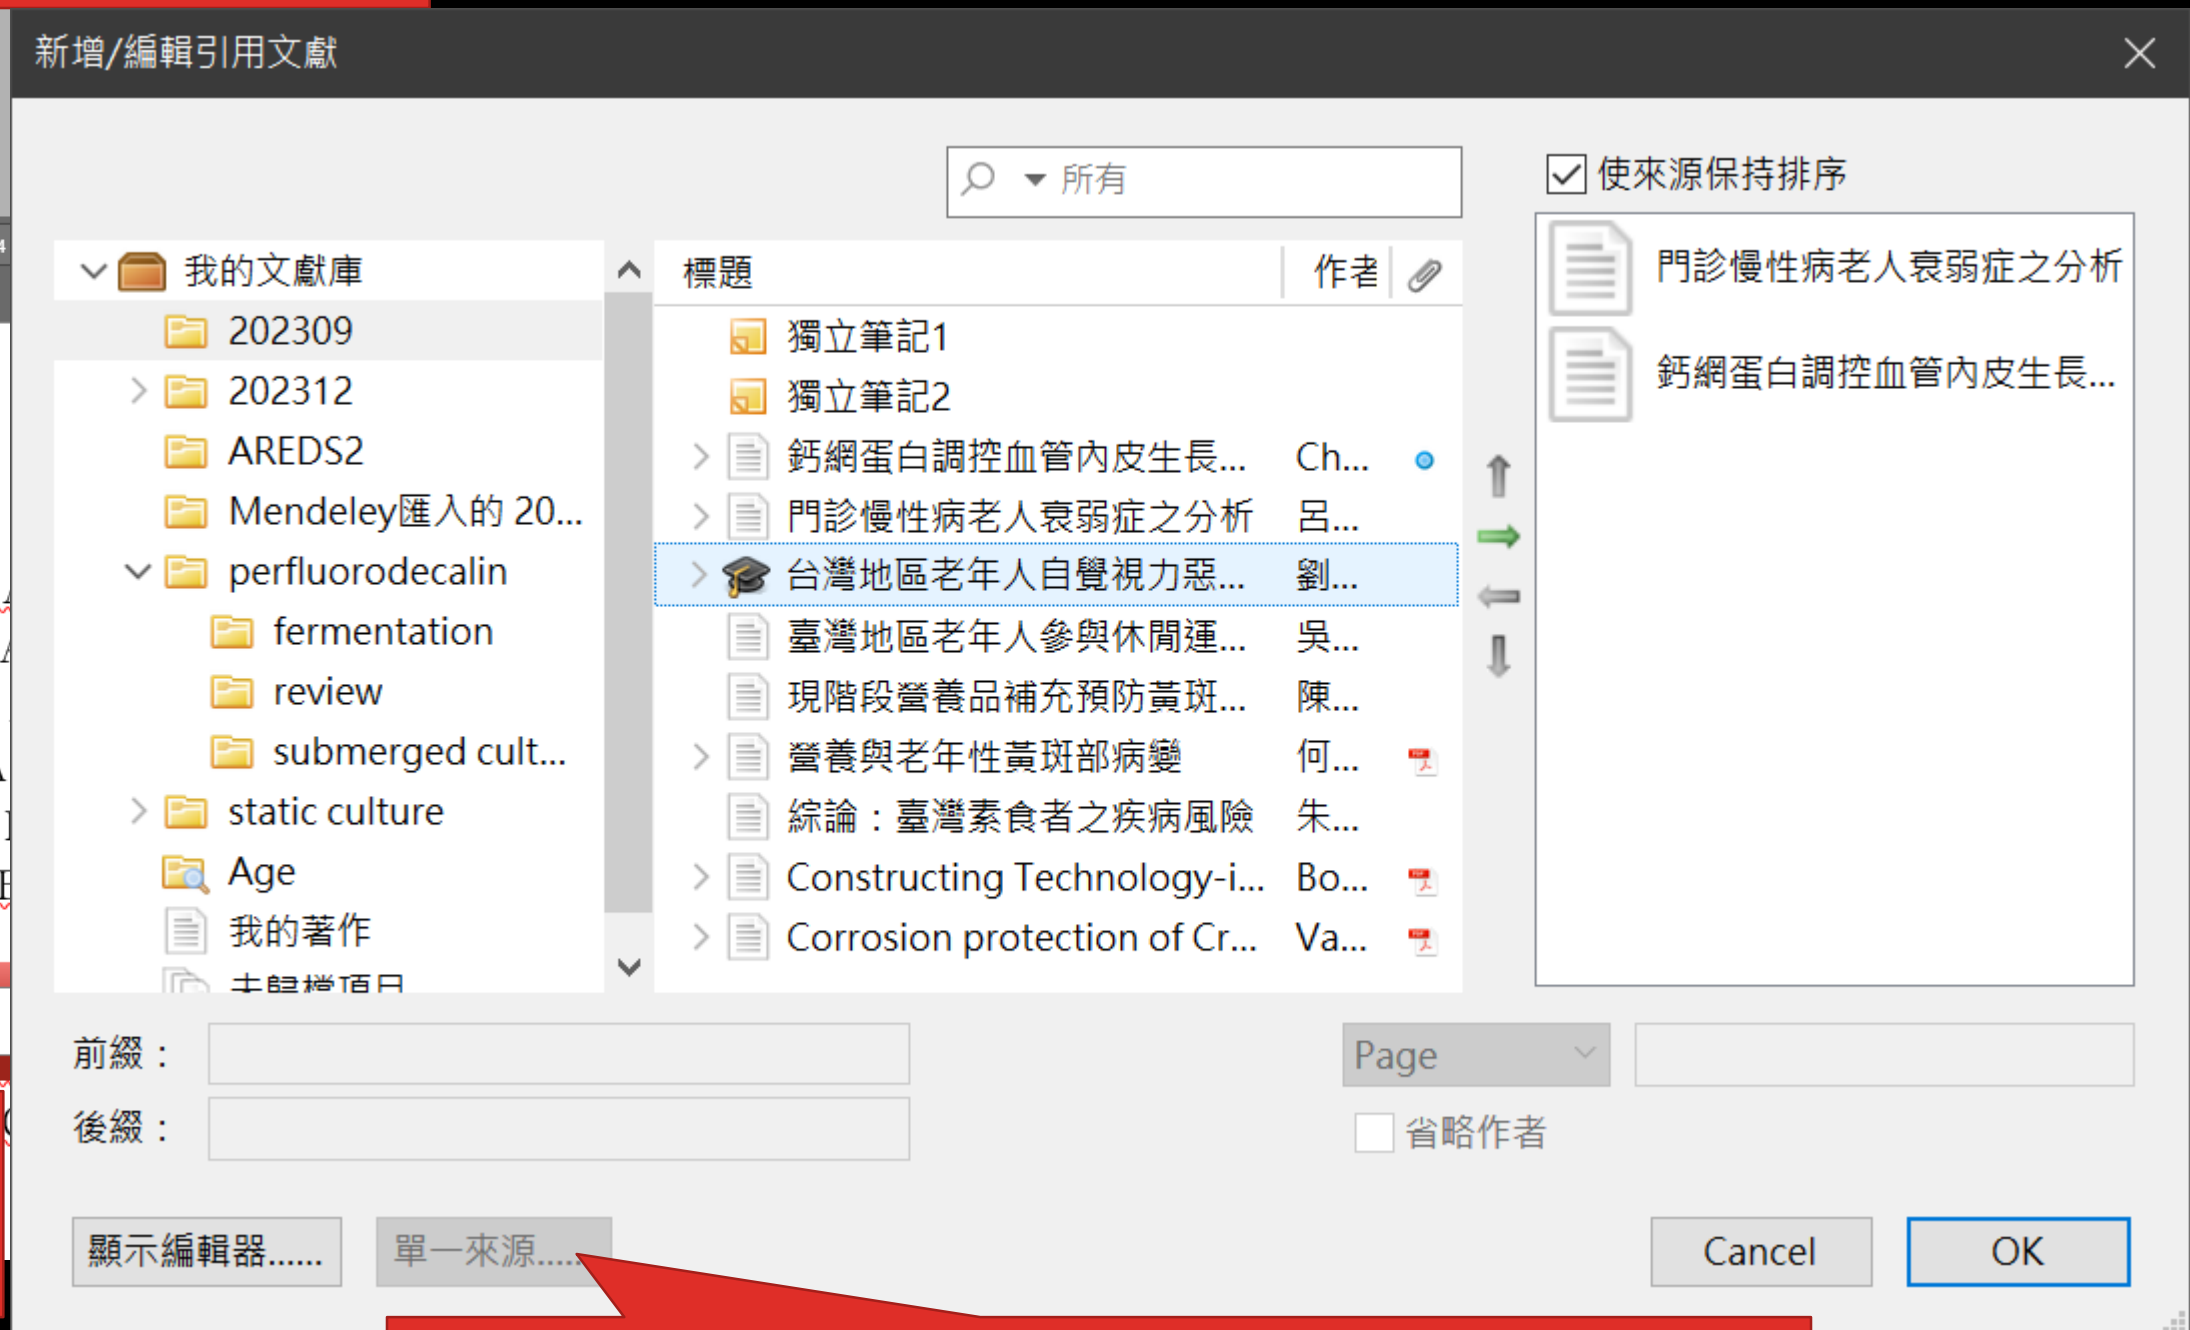 新增/編輯引用文獻
所有
使來源保持排序
我的文獻庫
202309
202312
AREDS2
Mendeley匯入的 20...
perfluorodecalin
fermentation
review
submerged cult...
static culture
Age
我的著作
未歸檔項目
標題 作者
獨立筆記1
獨立筆記2
鈣網蛋白調控血管內皮生長... Ch...
門診慢性病老人衰弱症之分析 呂...
台灣地區老年人自覺視力惡... 劉...
臺灣地區老年人參與休閒運... 吳...
現階段營養品補充預防黃斑... 陳...
營養與老年性黃斑部病變 何...
綜論：臺灣素食者之疾病風險 朱...
Constructing Technology-i... Bo...
Corrosion protection of Cr... Va...
門診慢性病老人衰弱症之分析
鈣網蛋白調控血管內皮生長...
前綴：
Page
後綴：
省略作者
顯示編輯器......
單一來源.....
Cancel
OK